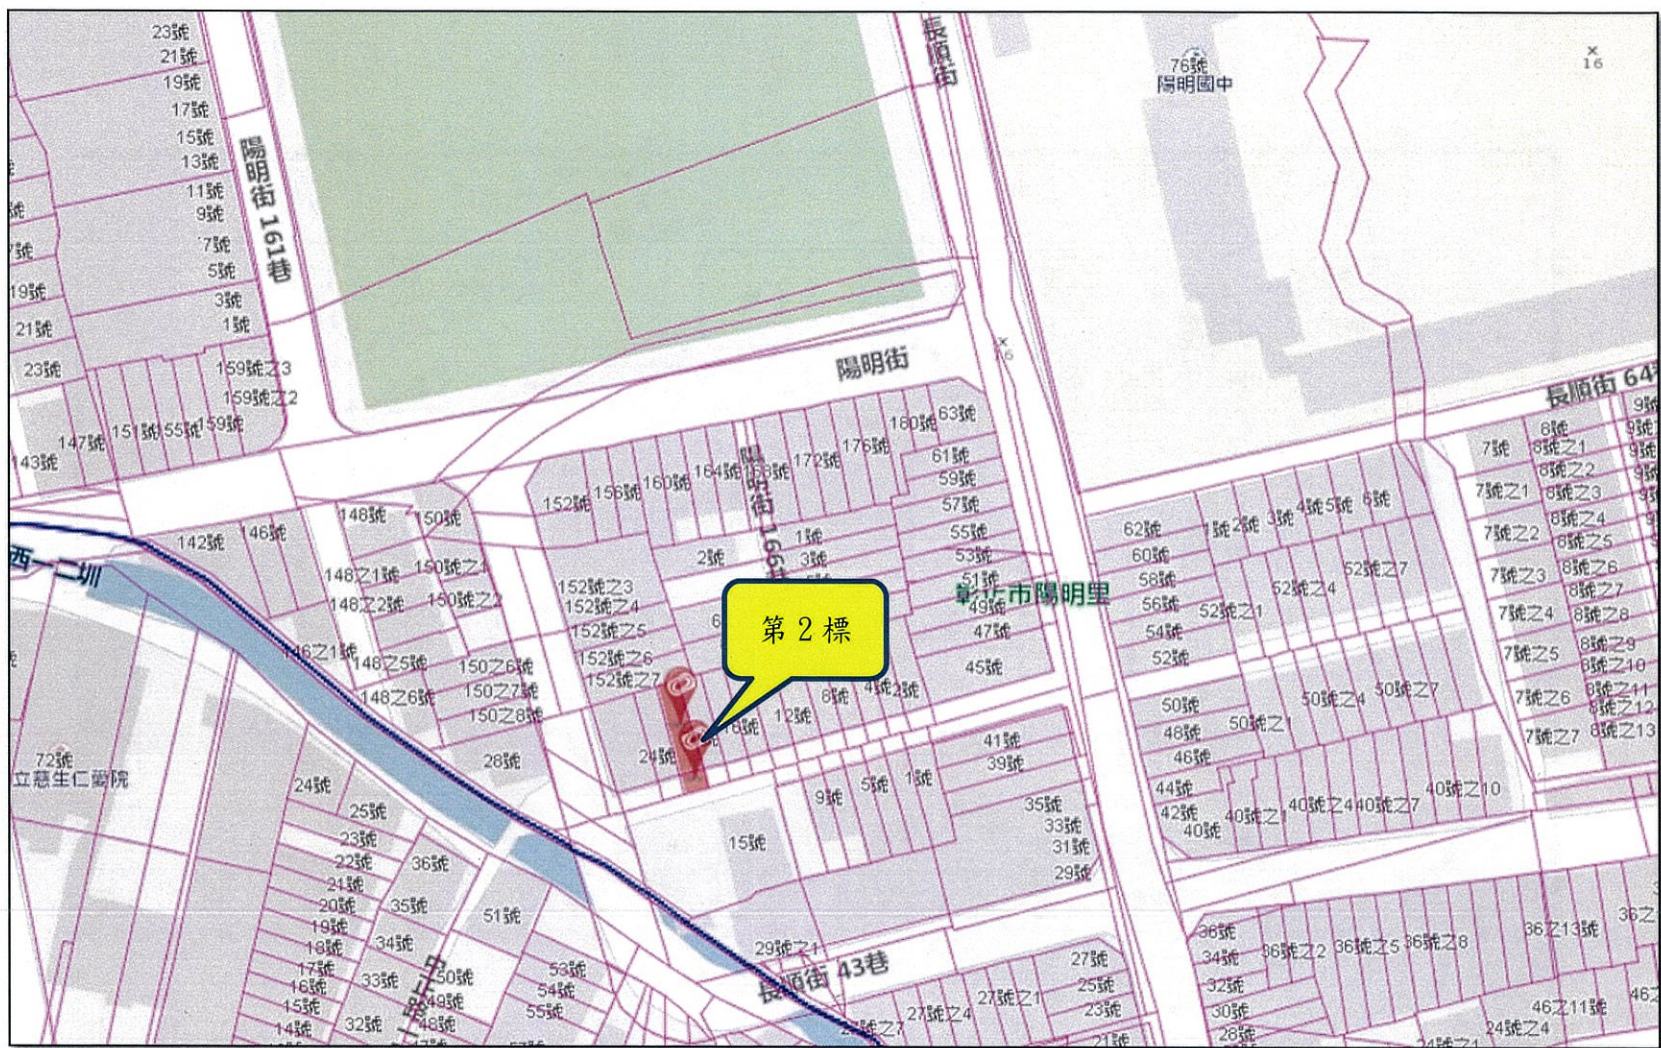 23號
21號
19號
17號
15號
13號
11號
9號
7號
5號
3號
1號
159號之3
159號之2
159號
151號
147號
143號
19號
21號
23號
陽明街 161巷
長順街
76號
陽明國中
16
陽明街
長順街 64
63號
180號
176號
172號
168號
164號
160號
156號
152號
61號
59號
57號
55號
53號
51號
49號
47號
45號
1號
3號
2號
陽明街 166
彰化市陽明里
第2標
152號之3
152號之4
152號之5
152號之6
152號之7
24號
12號
8號
4號
2號
142號
146號
148號
150號
148之1號
148之2號
148之5號
148之6號
146之1號
150號之1
150號之2
150之6號
150之7號
150之8號
28號
西一二圳
72號
立慈生仁愛院
24號
25號
23號
22號
21號
20號
19號
18號
17號
16號
15號
14號
36號
35號
34號
33號
32號
51號
50號
49號
48號
53號
54號
55號
15號
9號
5號
1號
41號
39號
35號
33號
31號
29號
29號之1
長順街 43巷
27號
25號
23號
21號
27號之1
27號之4
62號
60號
58號
56號
54號
52號
1號
2號
3號
4號
5號
6號
52號之1
52號之4
52號之7
50號
48號
46號
44號
42號
40號
50號之1
50號之4
50號之7
40號之1
40號之4
40號之7
40號之10
7號
7號之1
7號之2
7號之3
7號之4
7號之5
7號之6
7號之7
8號
8號之1
8號之2
8號之3
8號之4
8號之5
8號之6
8號之7
8號之8
8號之9
8號之10
8號之11
8號之12
8號之13
36號
34號
32號
30號
28號
36號之2
36號之5
36號之8
36之13號
46之11號
24號之4